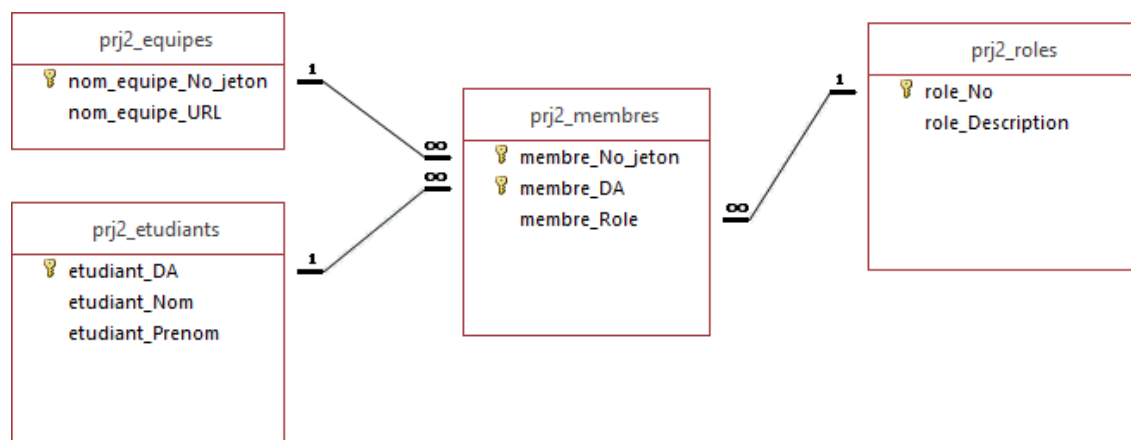 prj2_equipes
nom_equipe_No_jeton
nom_equipe_URL
1
∞
prj2_etudiants
etudiant_DA
etudiant_Nom
etudiant_Prenom
1
∞
prj2_membres
membre_No_jeton
membre_DA
membre_Role
∞
1
prj2_roles
role_No
role_Description